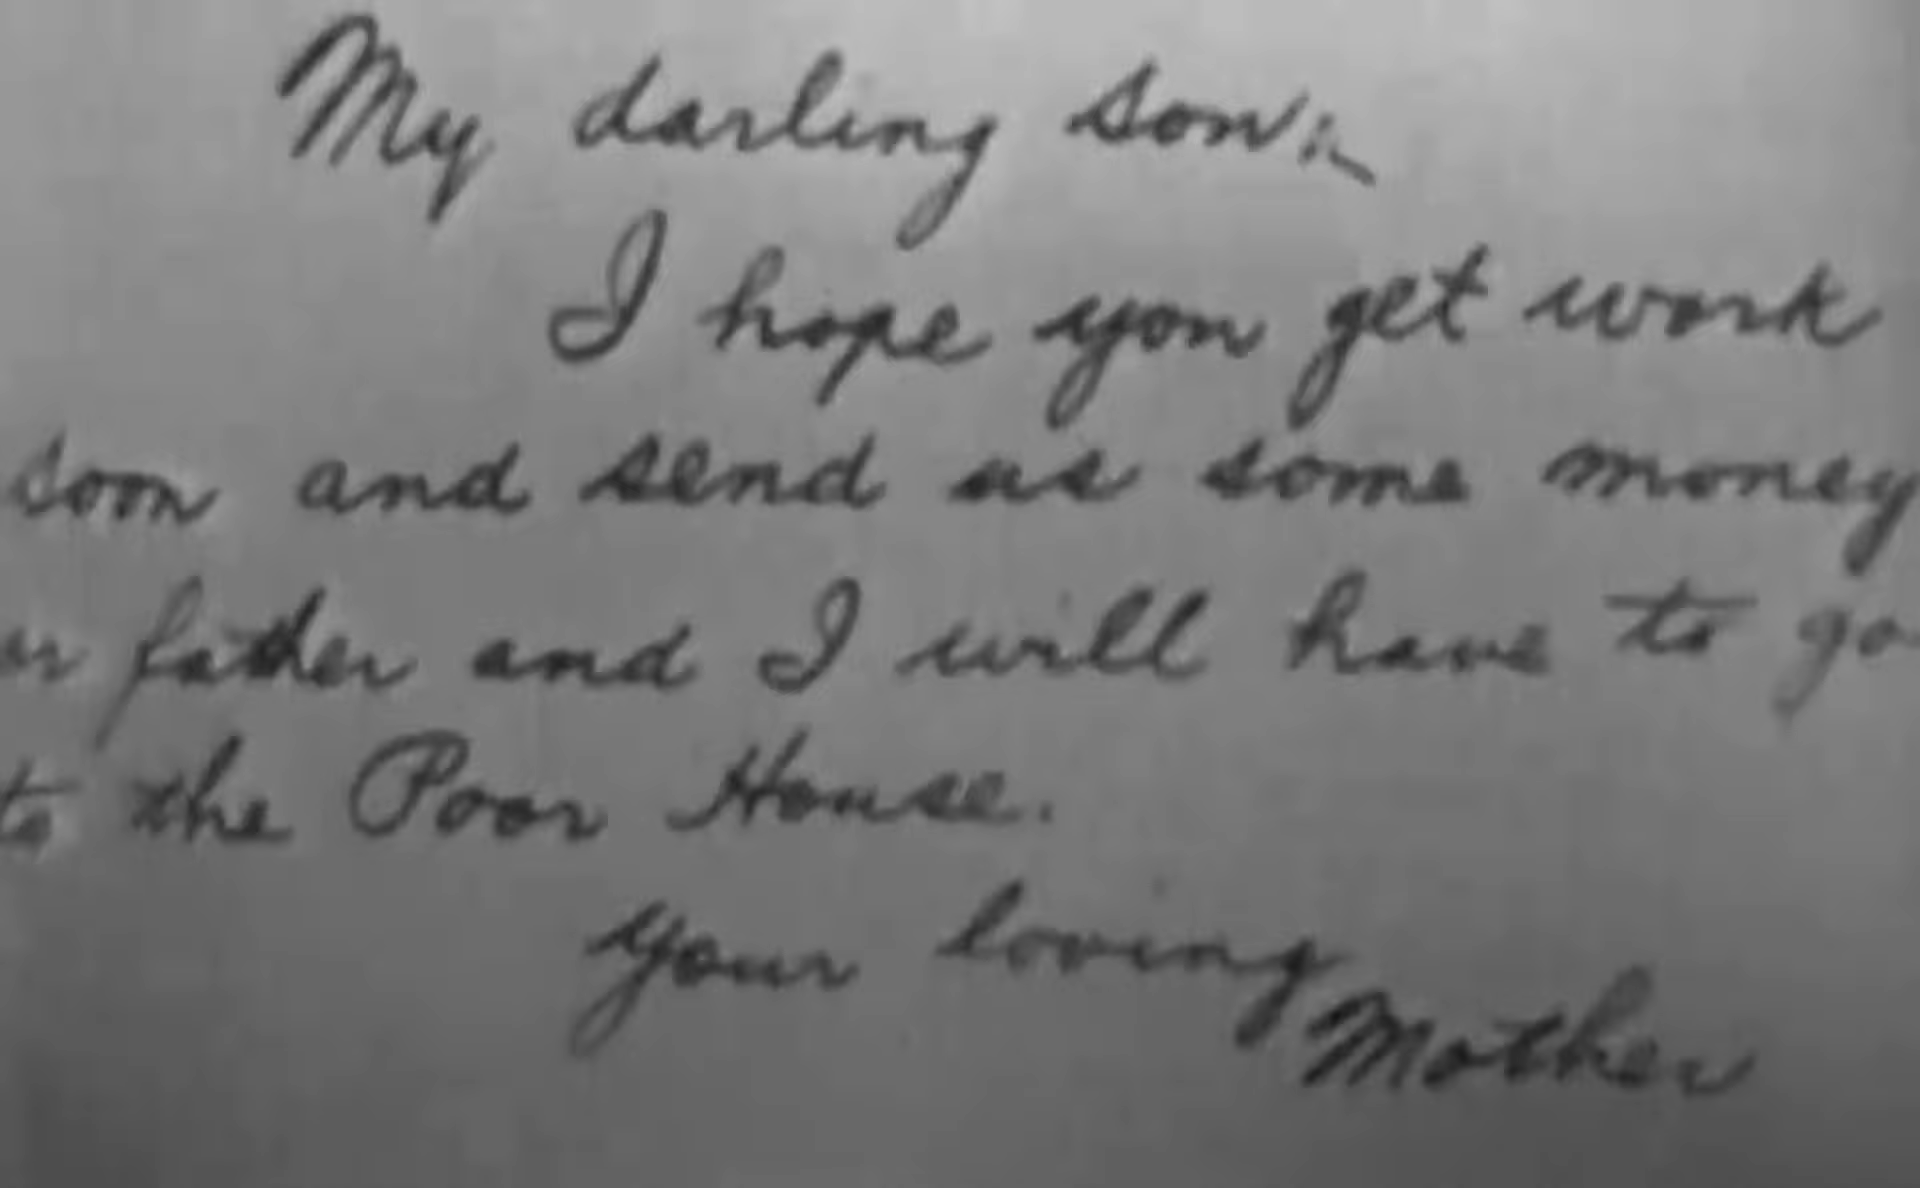 My darling son:
I hope you get work
soon and send us some money
or father and I will have to go
to the Poor House.
Your loving
Mother